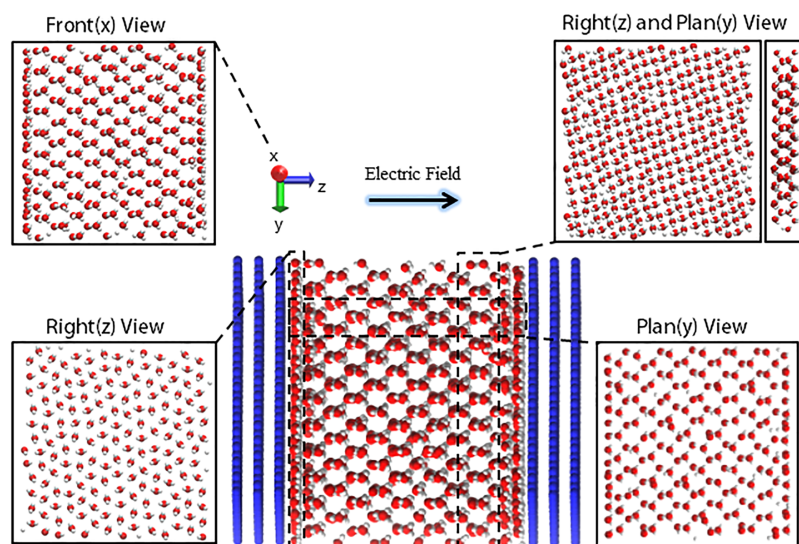 Front(x) View
Right(z) and Plan(y) View
x
z
y
Electric Field
Right(z) View
Plan(y) View